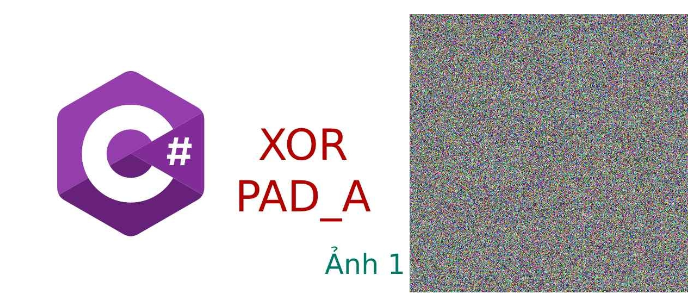 C#
XOR
PAD_A
Ảnh 1